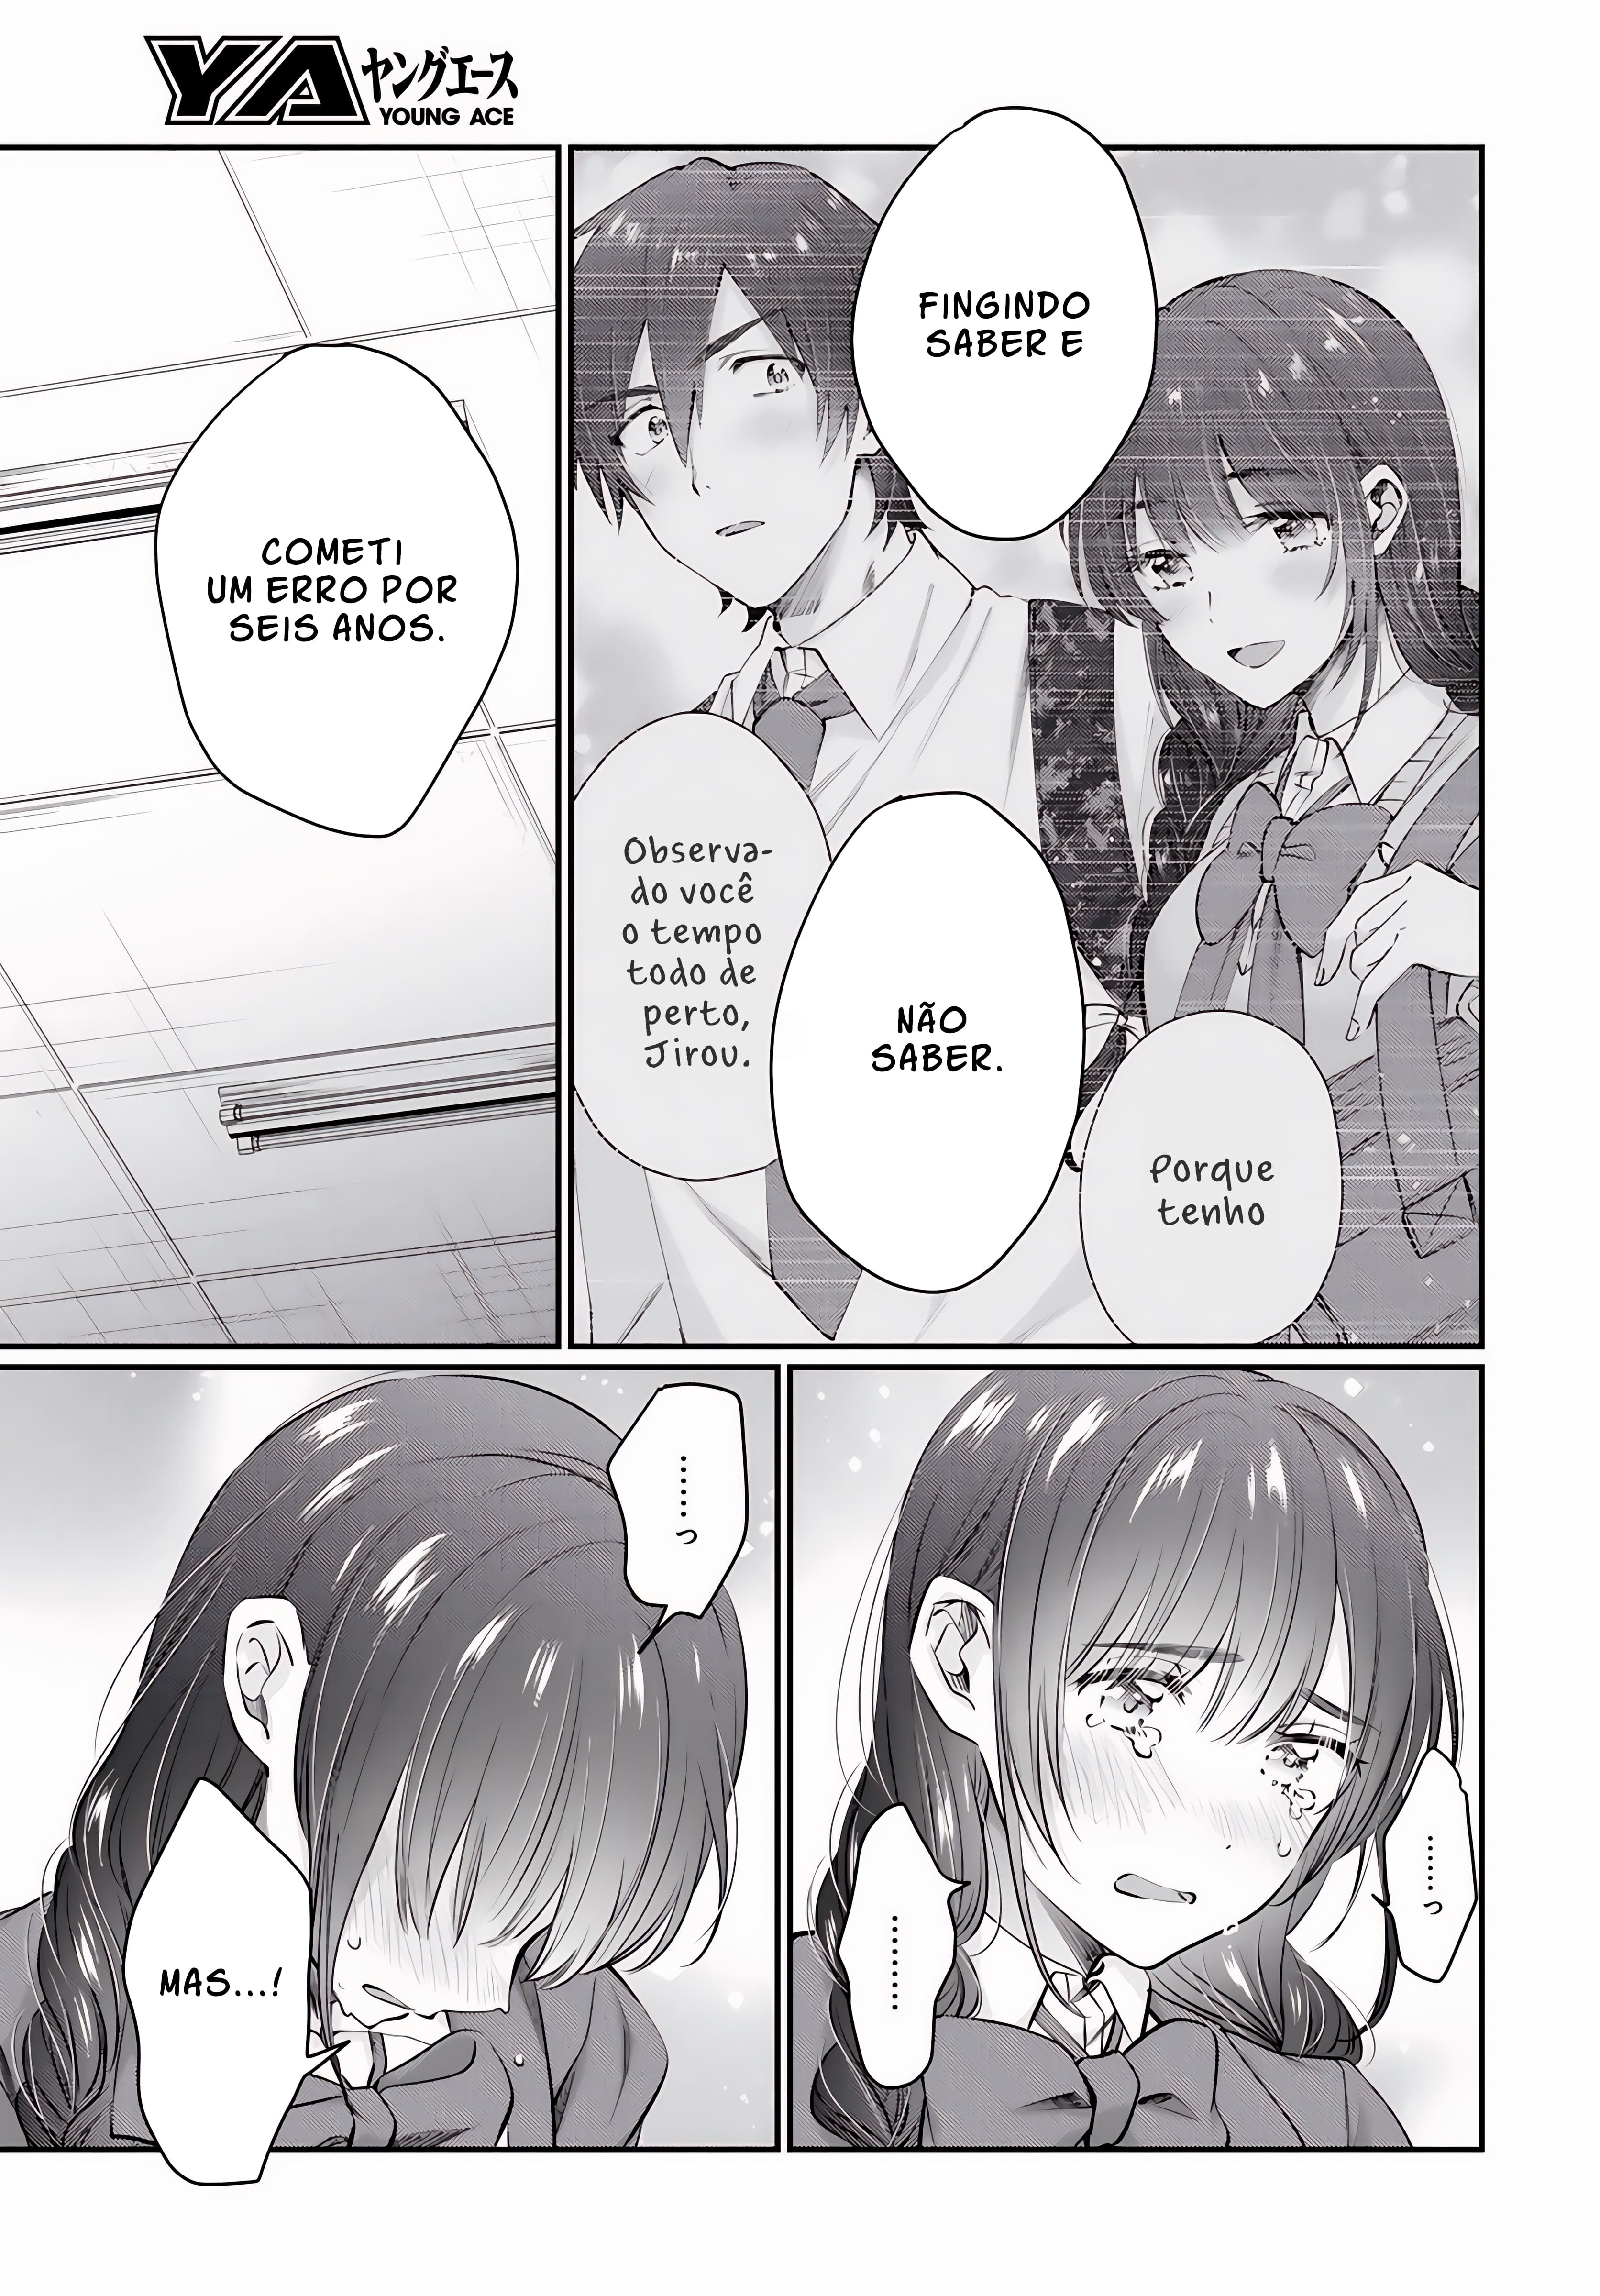 YA ヤングエース
YOUNG ACE
FINGINDO
SABER E
Porque
tenho
NÃO
SABER.
Observa-
do você
o tempo
todo de
perto,
Jirou.
COMETI
UM ERRO POR
SEIS ANOS.
……っ
………
………っ
MAS...!